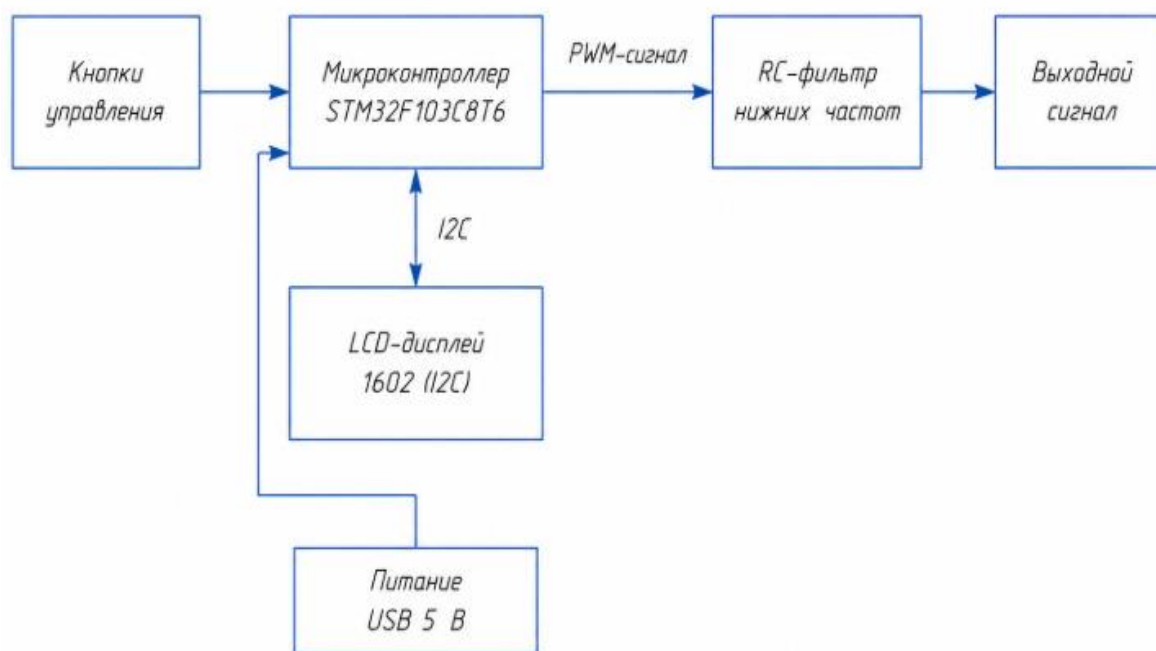 Кнопки
управления
Микроконтроллер
STM32F103C8T6
PWM-сигнал
RC-фильтр
нижних частот
Выходной
сигнал
I2C
LCD-дисплей
1602 (I2C)
Питание
USB 5 В